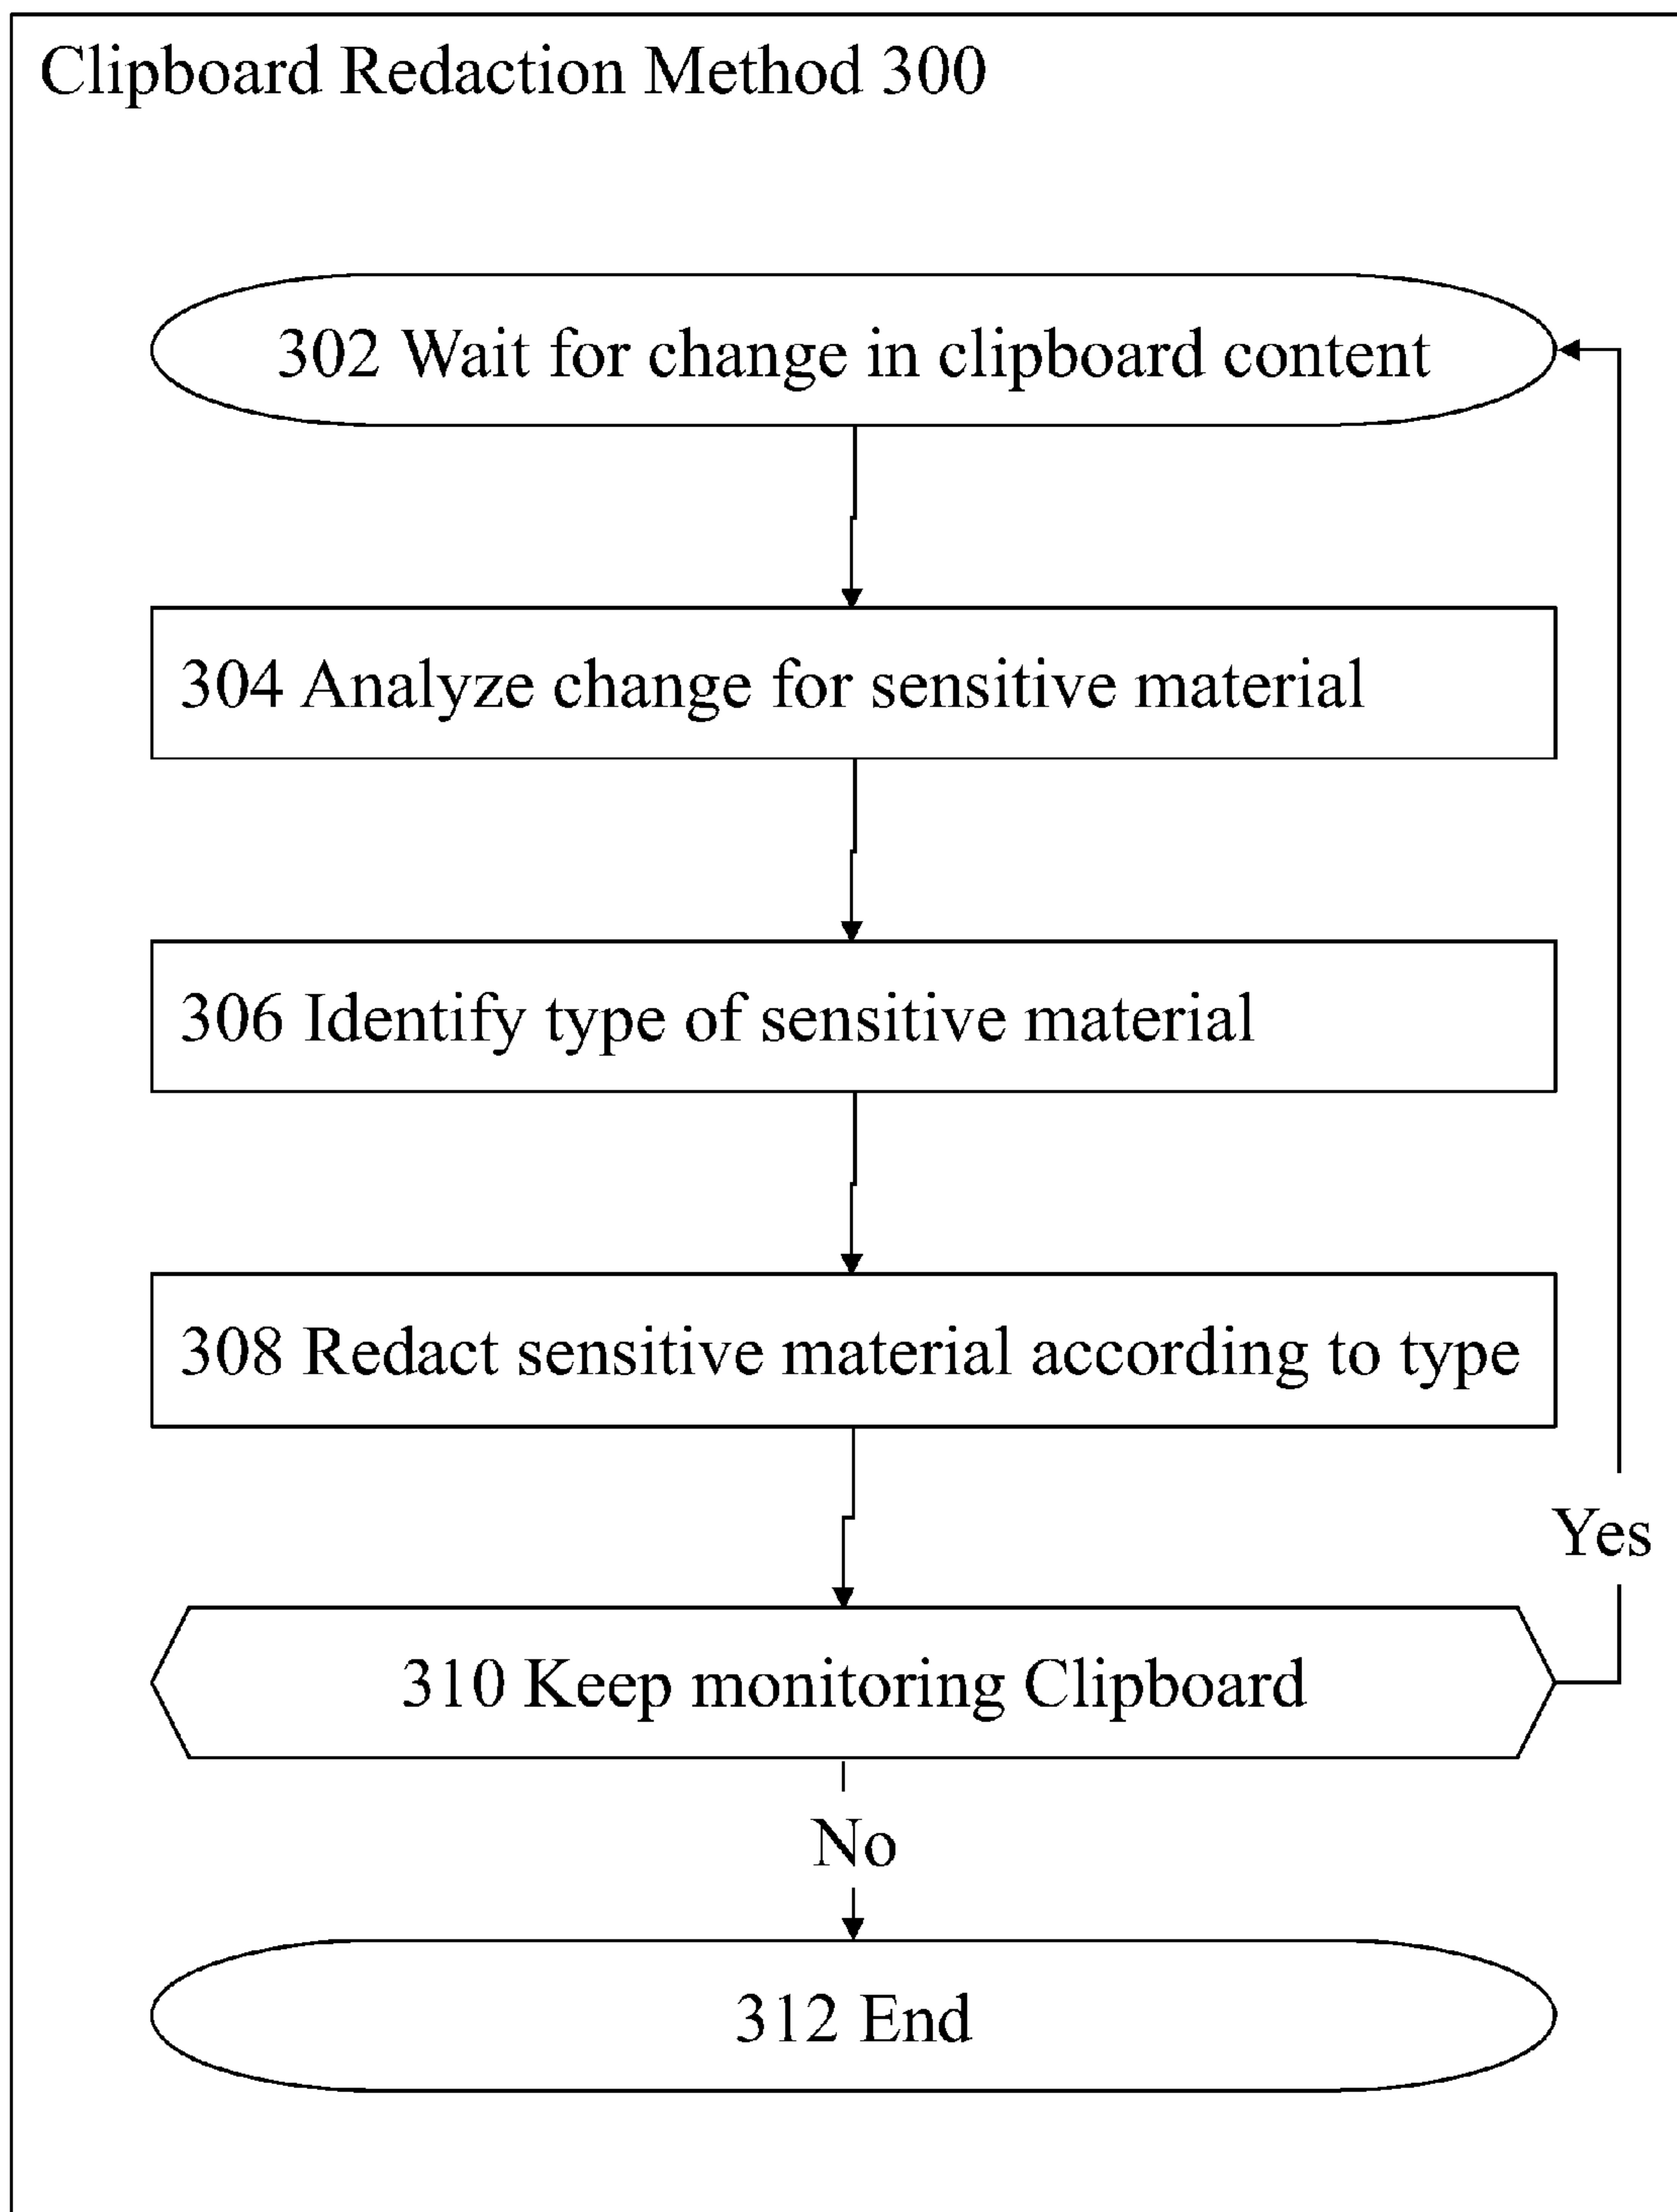 Clipboard Redaction Method 300
302 Wait for change in clipboard content
304 Analyze change for sensitive material
306 Identify type of sensitive material
308 Redact sensitive material according to type
Yes
310 Keep monitoring Clipboard
No
312 End